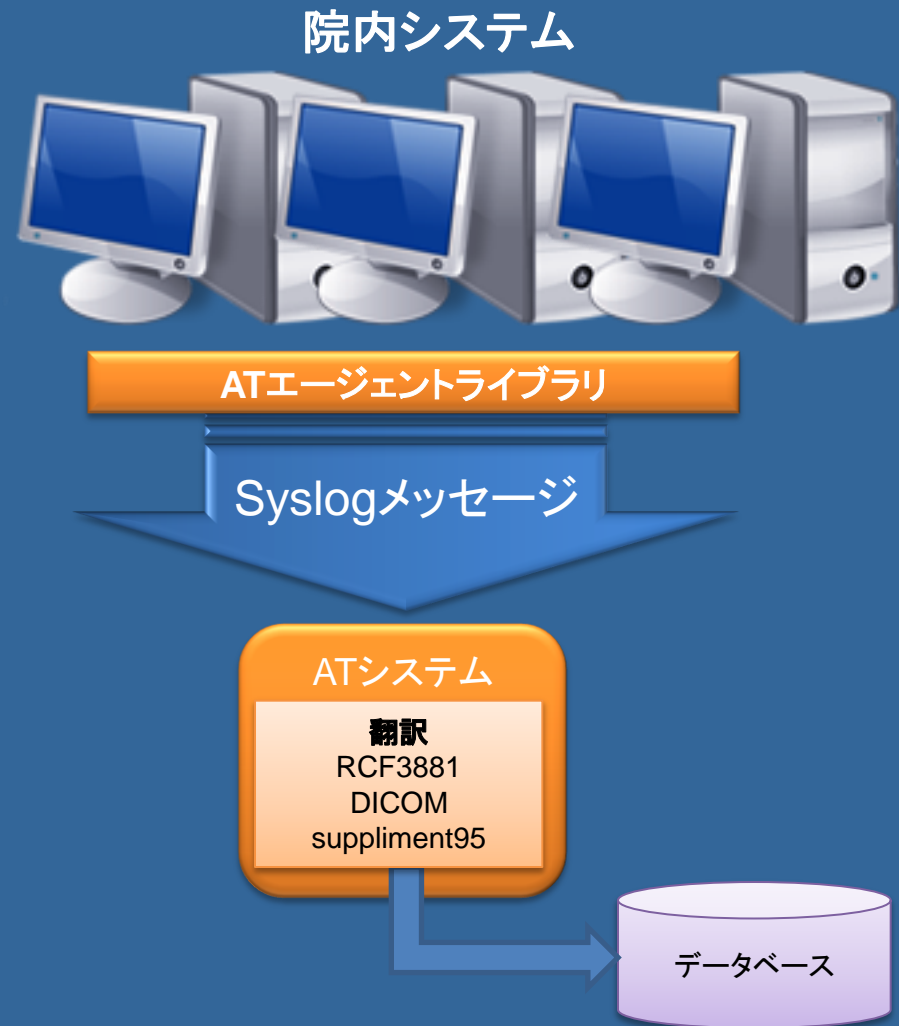 院内システム
ATエージェントライブラリ
Syslogメッセージ
ATシステム
翻訳
RCF3881
DICOM
suppliment95
データベース